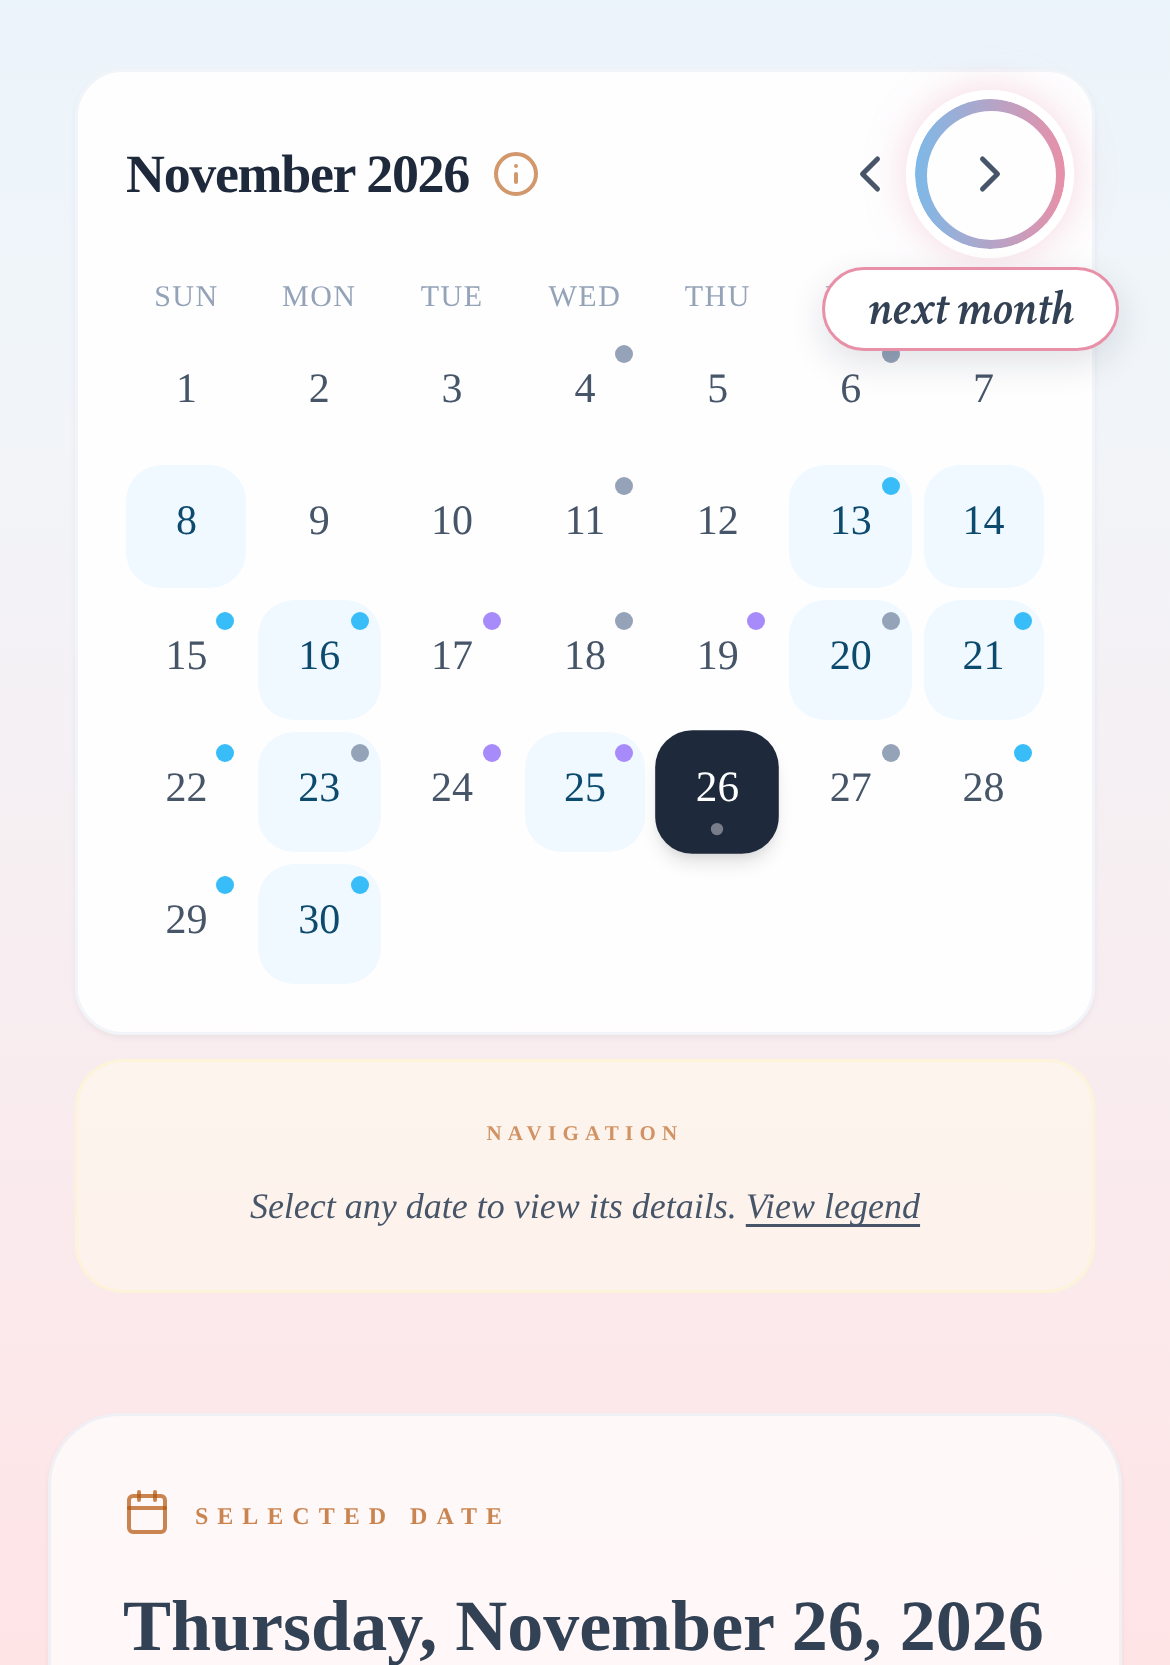 November 2026
SUN MON TUE WED THU
next month
1 2 3 4 5 6 7
8 9 10 11 12 13 14
15 16 17 18 19 20 21
22 23 24 25 26 27 28
29 30
NAVIGATION
Select any date to view its details. View legend
SELECTED DATE
Thursday, November 26, 2026